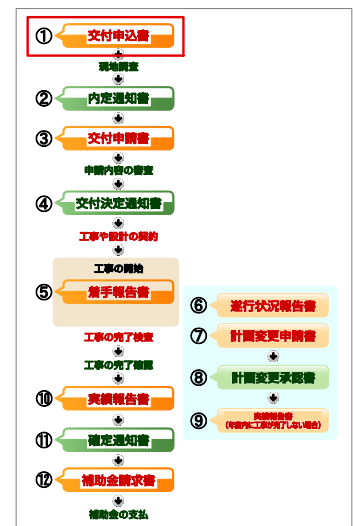 ① 交付申込書
現地調査
② 内定通知書
③ 交付申請書
申請内容の審査
④ 交付決定通知書
工事や設計の契約
工事の開始
⑤ 着手報告書
工事の完了検査
工事の完了確認
⑩ 実績報告書
⑪ 確定通知書
⑫ 補助金請求書
補助金の支払
⑥ 遂行状況報告書
⑦ 計画変更申請書
⑧ 計画変更承認書
⑨ 実績報告書
(年度内に工事が完了しない場合)